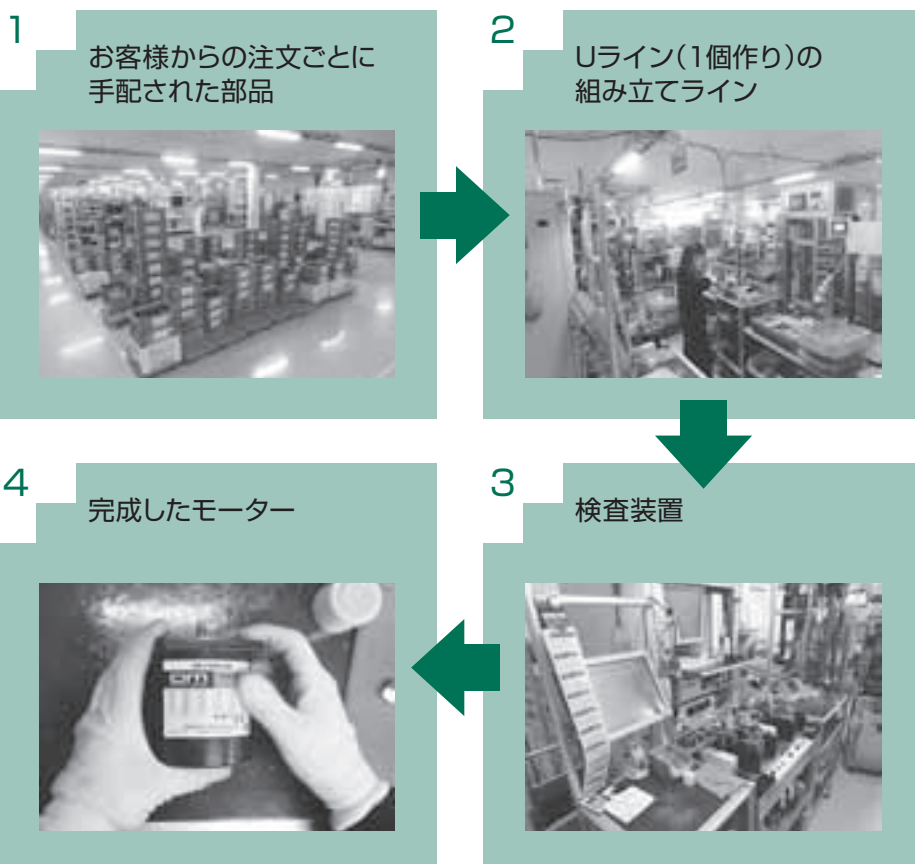 1
お客様からの注文ごとに
手配された部品
2
Uライン(1個作り)の
組み立てライン
3
検査装置
4
完成したモーター
om